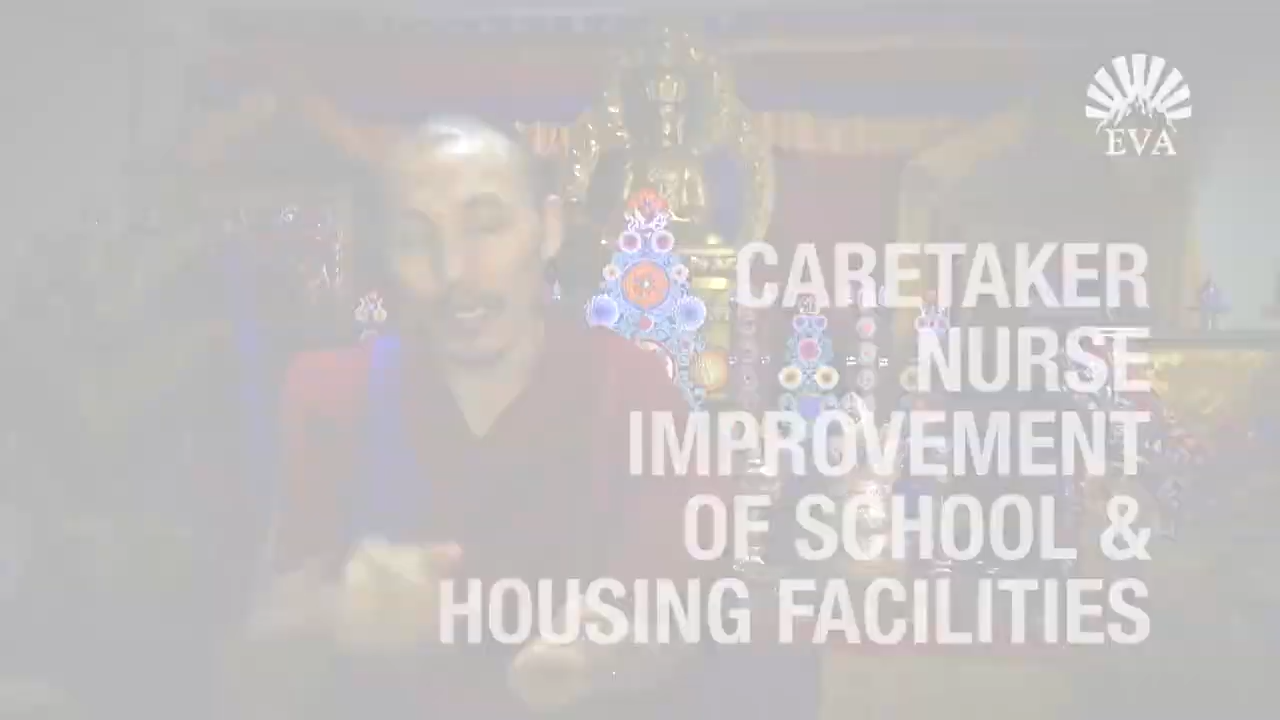 EVA
CARETAKER
NURSE
IMPROVEMENT
OF SCHOOL &
HOUSING FACILITIES